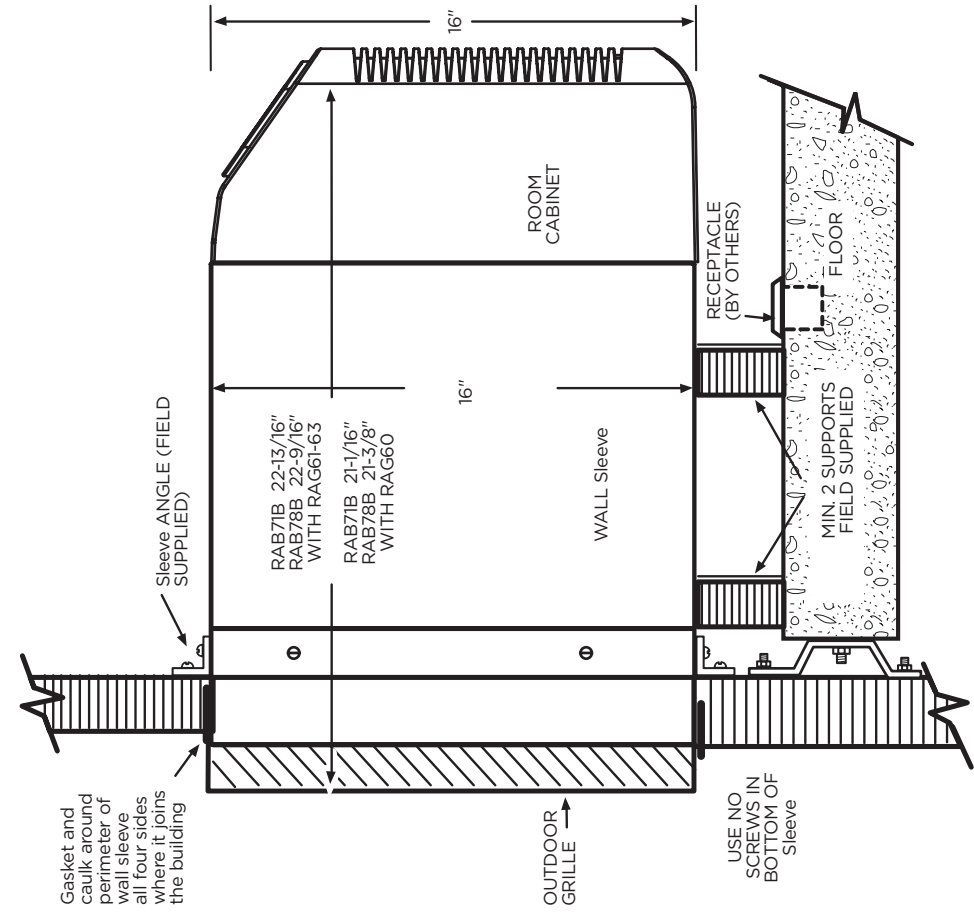 16"
Sleeve ANGLE (FIELD
SUPPLIED)
Gasket and
caulk around
perimeter of
wall sleeve
all four sides
where it joins
the building
RAB71B 22-13/16"
RAB78B 22-9/16"
WITH RAG61-63
RAB71B 21-1/16"
RAB78B 21-3/8"
WITH RAG60
ROOM
CABINET
16"
WALL Sleeve
RECEPTACLE
(BY OTHERS)
FLOOR
MIN. 2 SUPPORTS
FIELD SUPPLIED
OUTDOOR
GRILLE
USE NO
SCREWS IN
BOTTOM OF
Sleeve